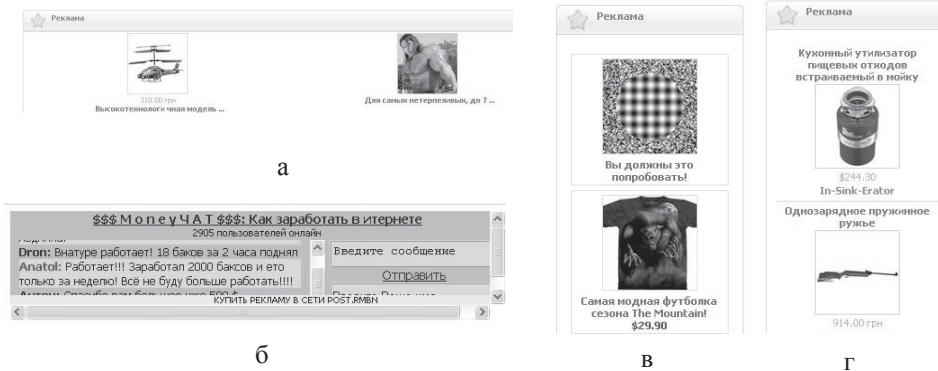 Реклама
310.00 грн
Высокотехнологи чная модель ...
Для самых нетерпеливых, до 7 ...
а
$$$ M o n e y Ч А Т $$$: Как заработать в итернете
2905 пользователей онлайн
Dron: Внатуре работает! 18 баков за 2 часа поднял
Anatol: Работает!!! Заработал 2000 баксов и ето
только за неделю! Всё не буду больше работать!!!!
Введите сообщение
Отправить
КУПИТЬ РЕКЛАМУ В СЕТИ POST.RMBN
б
Реклама
Вы должны это
попробовать!
Самая модная футболка
сезона The Mountain!
$29.90
в
Реклама
Кухонный утилизатор
пищевых отходов
встраиваемый в мойку
$244.30
In-Sink-Erator
Однозарядное пружинное
ружье
914.00 грн
г